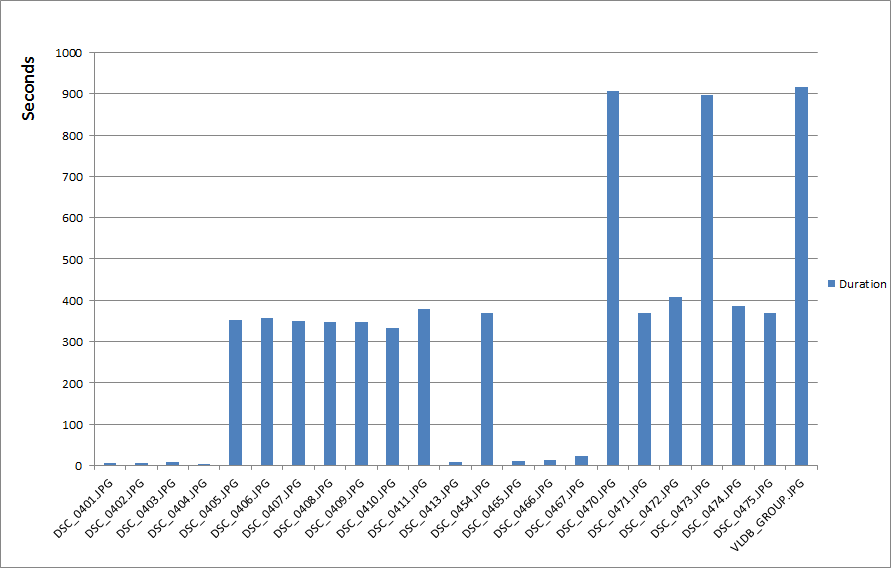 Seconds
1000
900
800
700
600
500
400
300
200
100
0
DSC_0401.JPG
DSC_0402.JPG
DSC_0403.JPG
DSC_0404.JPG
DSC_0405.JPG
DSC_0406.JPG
DSC_0407.JPG
DSC_0408.JPG
DSC_0409.JPG
DSC_0410.JPG
DSC_0411.JPG
DSC_0413.JPG
DSC_0454.JPG
DSC_0465.JPG
DSC_0466.JPG
DSC_0467.JPG
DSC_0470.JPG
DSC_0471.JPG
DSC_0472.JPG
DSC_0473.JPG
DSC_0474.JPG
DSC_0475.JPG
VLDB_GROUP.JPG
Duration